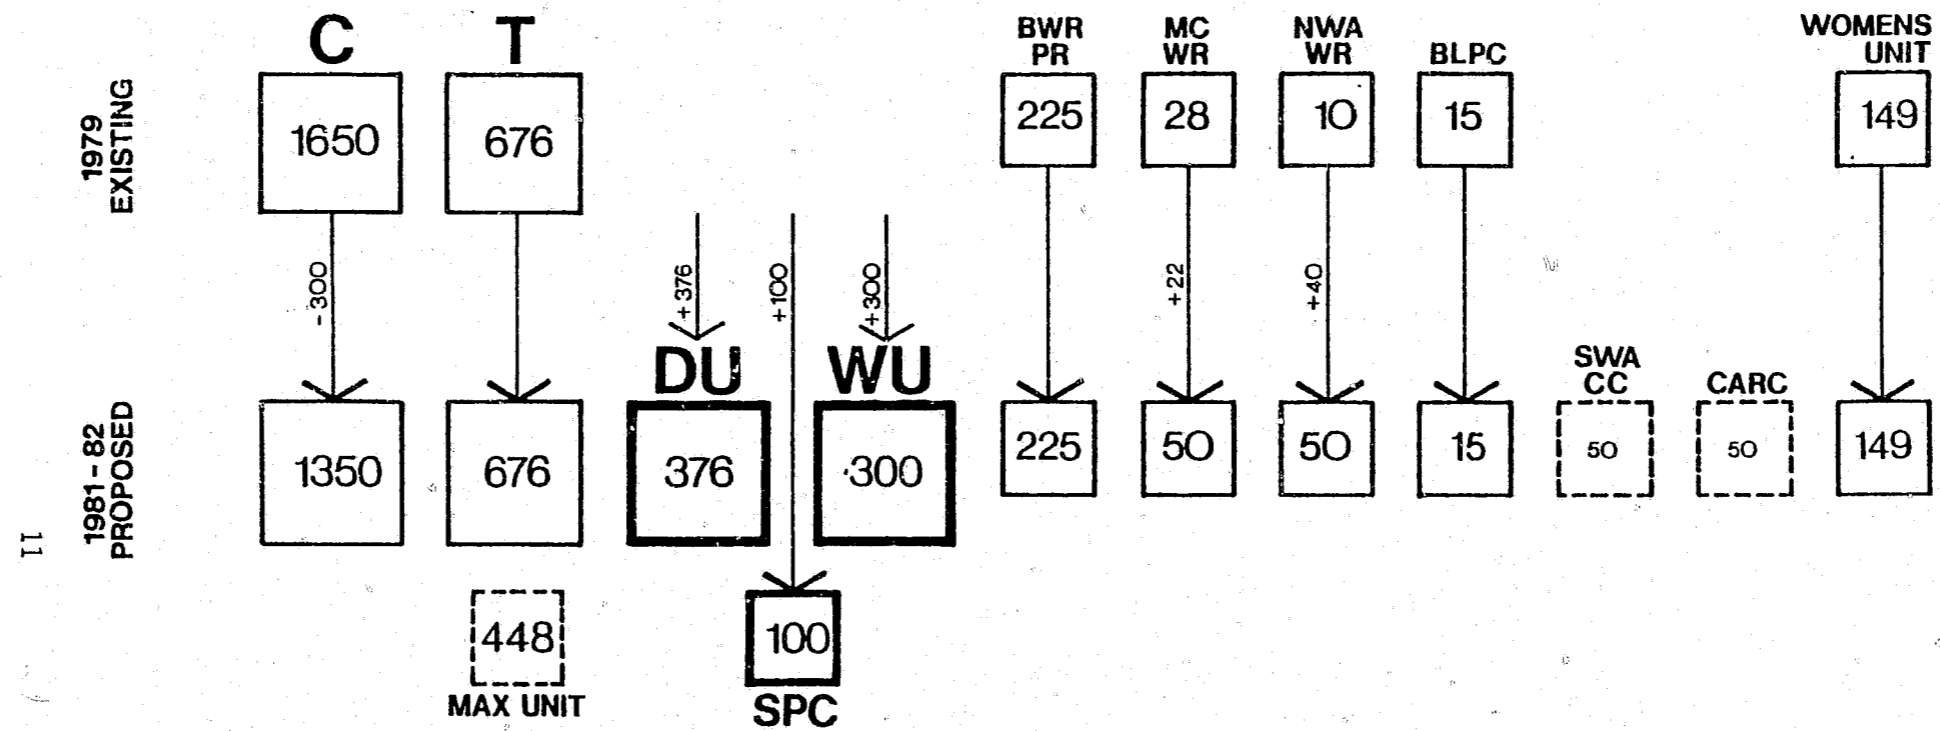 C
T
BWR
PR
MC
WR
NWA
WR
BLPC
WOMENS
UNIT
1979
EXISTING
1650
676
225
28
10
15
149
-300
+376
+100
+300
+22
+40
DU
WU
SWA
CC
CARC
1981-82
PROPOSED
1350
676
376
300
225
50
50
15
50
50
149
448
MAX UNIT
100
SPC
11